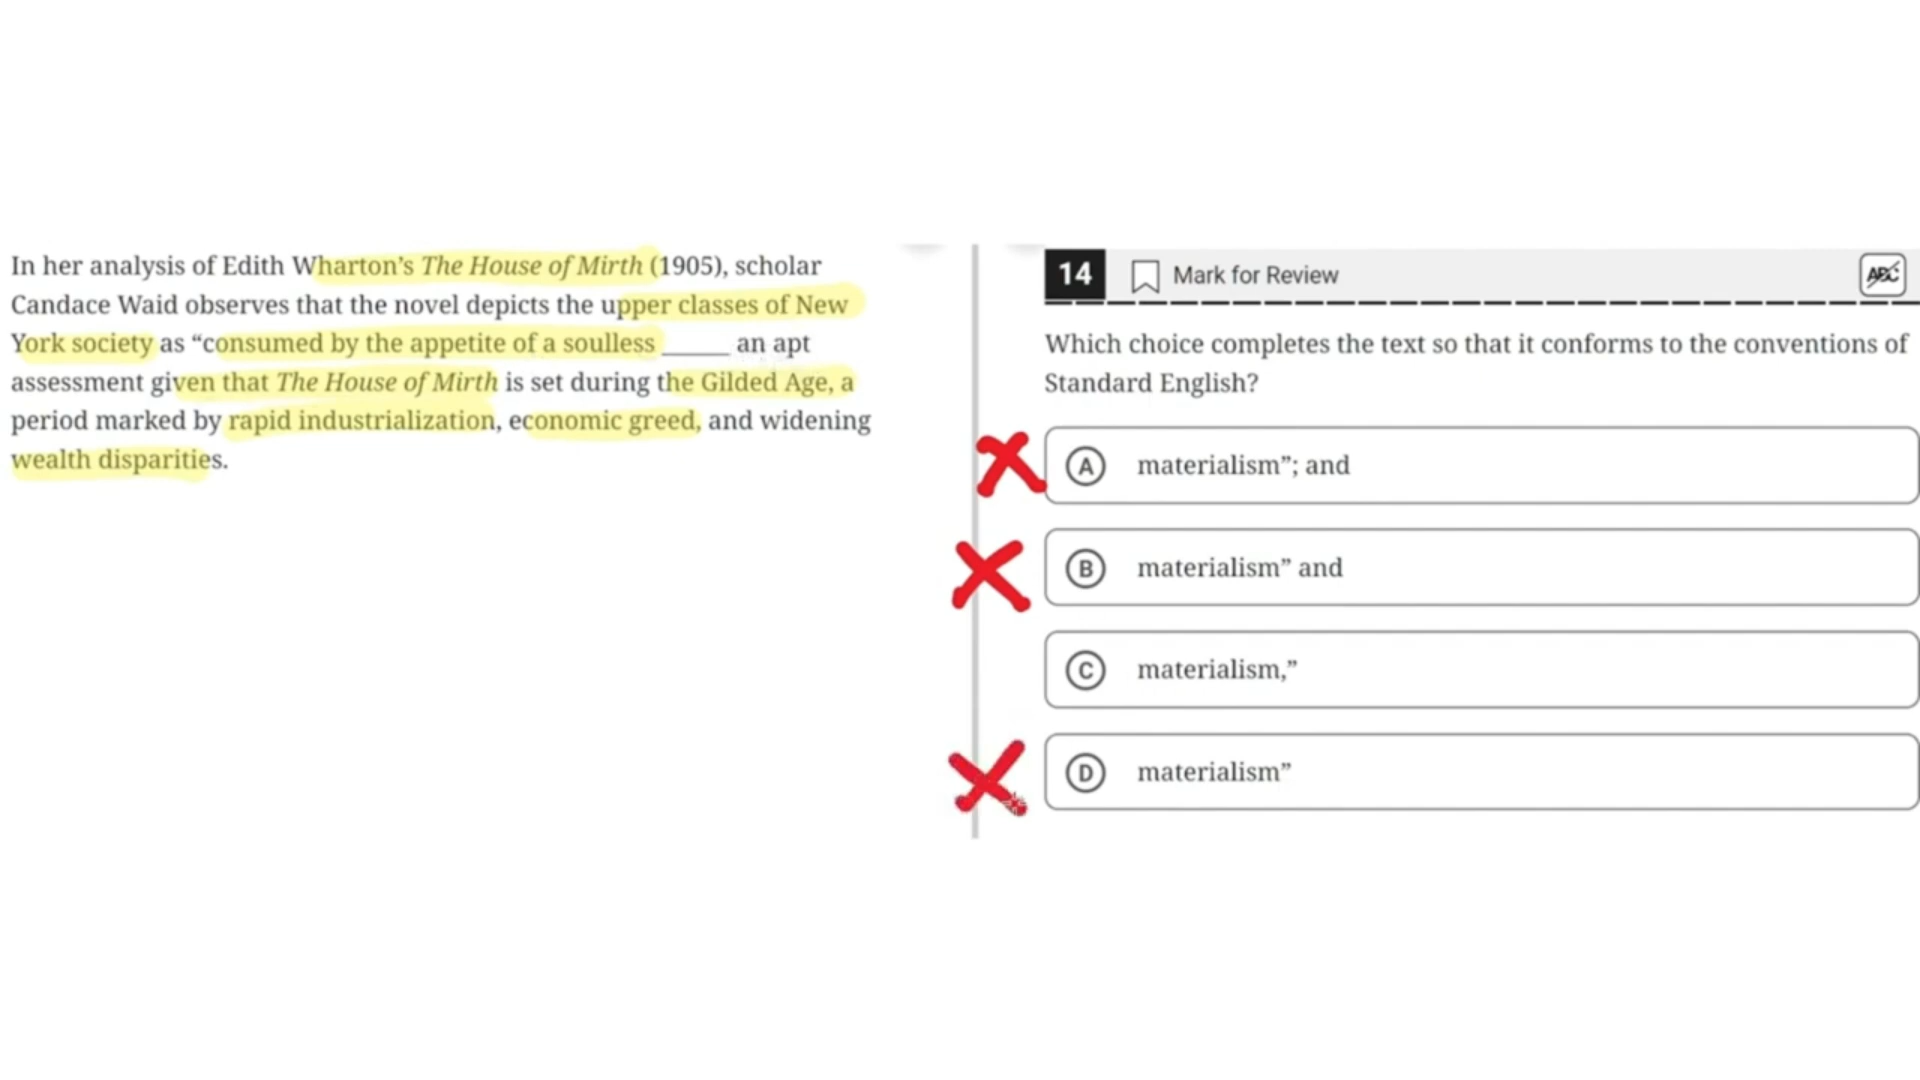 In her analysis of Edith Wharton’s The House of Mirth (1905), scholar
Candace Waid observes that the novel depicts the upper classes of New
York society as “consumed by the appetite of a soulless _____ an apt
assessment given that The House of Mirth is set during the Gilded Age, a
period marked by rapid industrialization, economic greed, and widening
wealth disparities.
14 Mark for Review ABC
Which choice completes the text so that it conforms to the conventions of
Standard English?
A materialism”; and
B materialism” and
C materialism,”
D materialism”